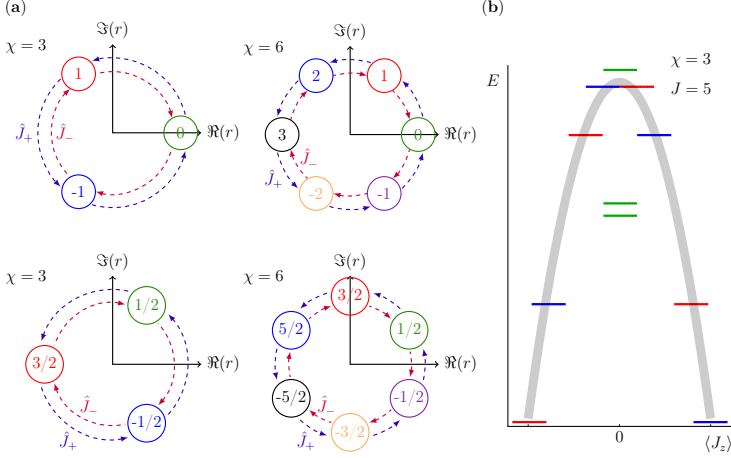 (a)
χ = 3
ℑ(r)
1
0
ℜ(r)
Ĵ₊
Ĵ₋
-1
χ = 6
ℑ(r)
2
1
3
0
ℜ(r)
Ĵ₋
Ĵ₊
-2
-1
χ = 3
ℑ(r)
1/2
3/2
ℜ(r)
Ĵ₋
-1/2
Ĵ₊
χ = 6
ℑ(r)
3/2
5/2
1/2
ℜ(r)
-5/2
-1/2
Ĵ₋
-3/2
Ĵ₊
(b)
χ = 3
E
J = 5
0
⟨J_z⟩